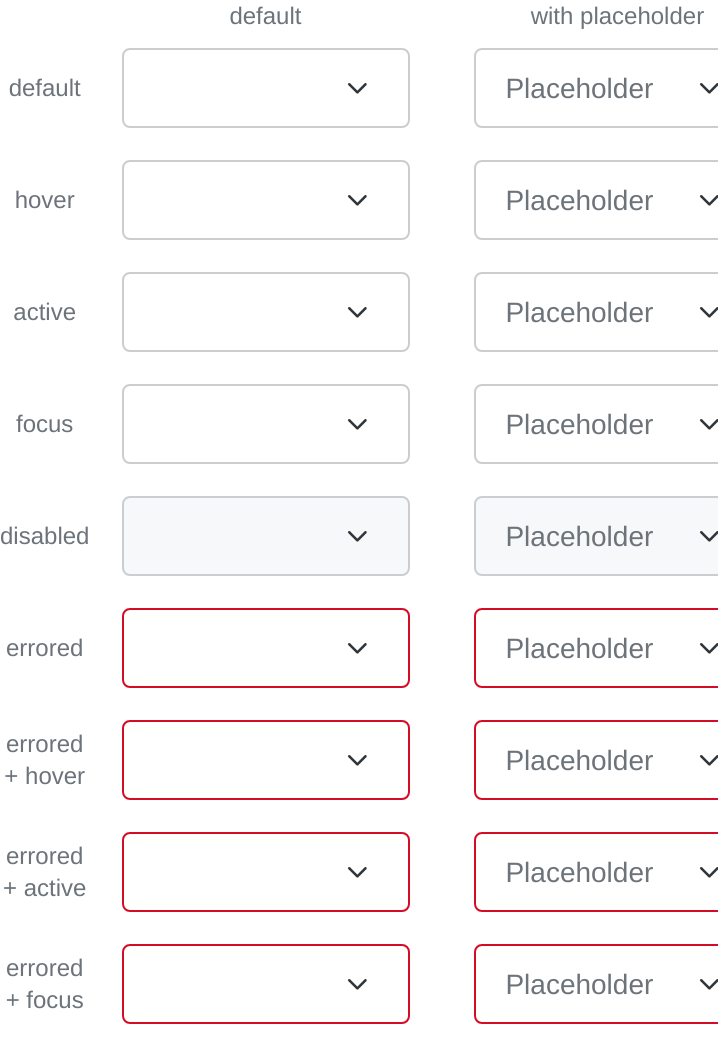 default
with placeholder
default
Placeholder
hover
Placeholder
active
Placeholder
focus
Placeholder
disabled
Placeholder
errored
Placeholder
errored
+ hover
Placeholder
errored
+ active
Placeholder
errored
+ focus
Placeholder